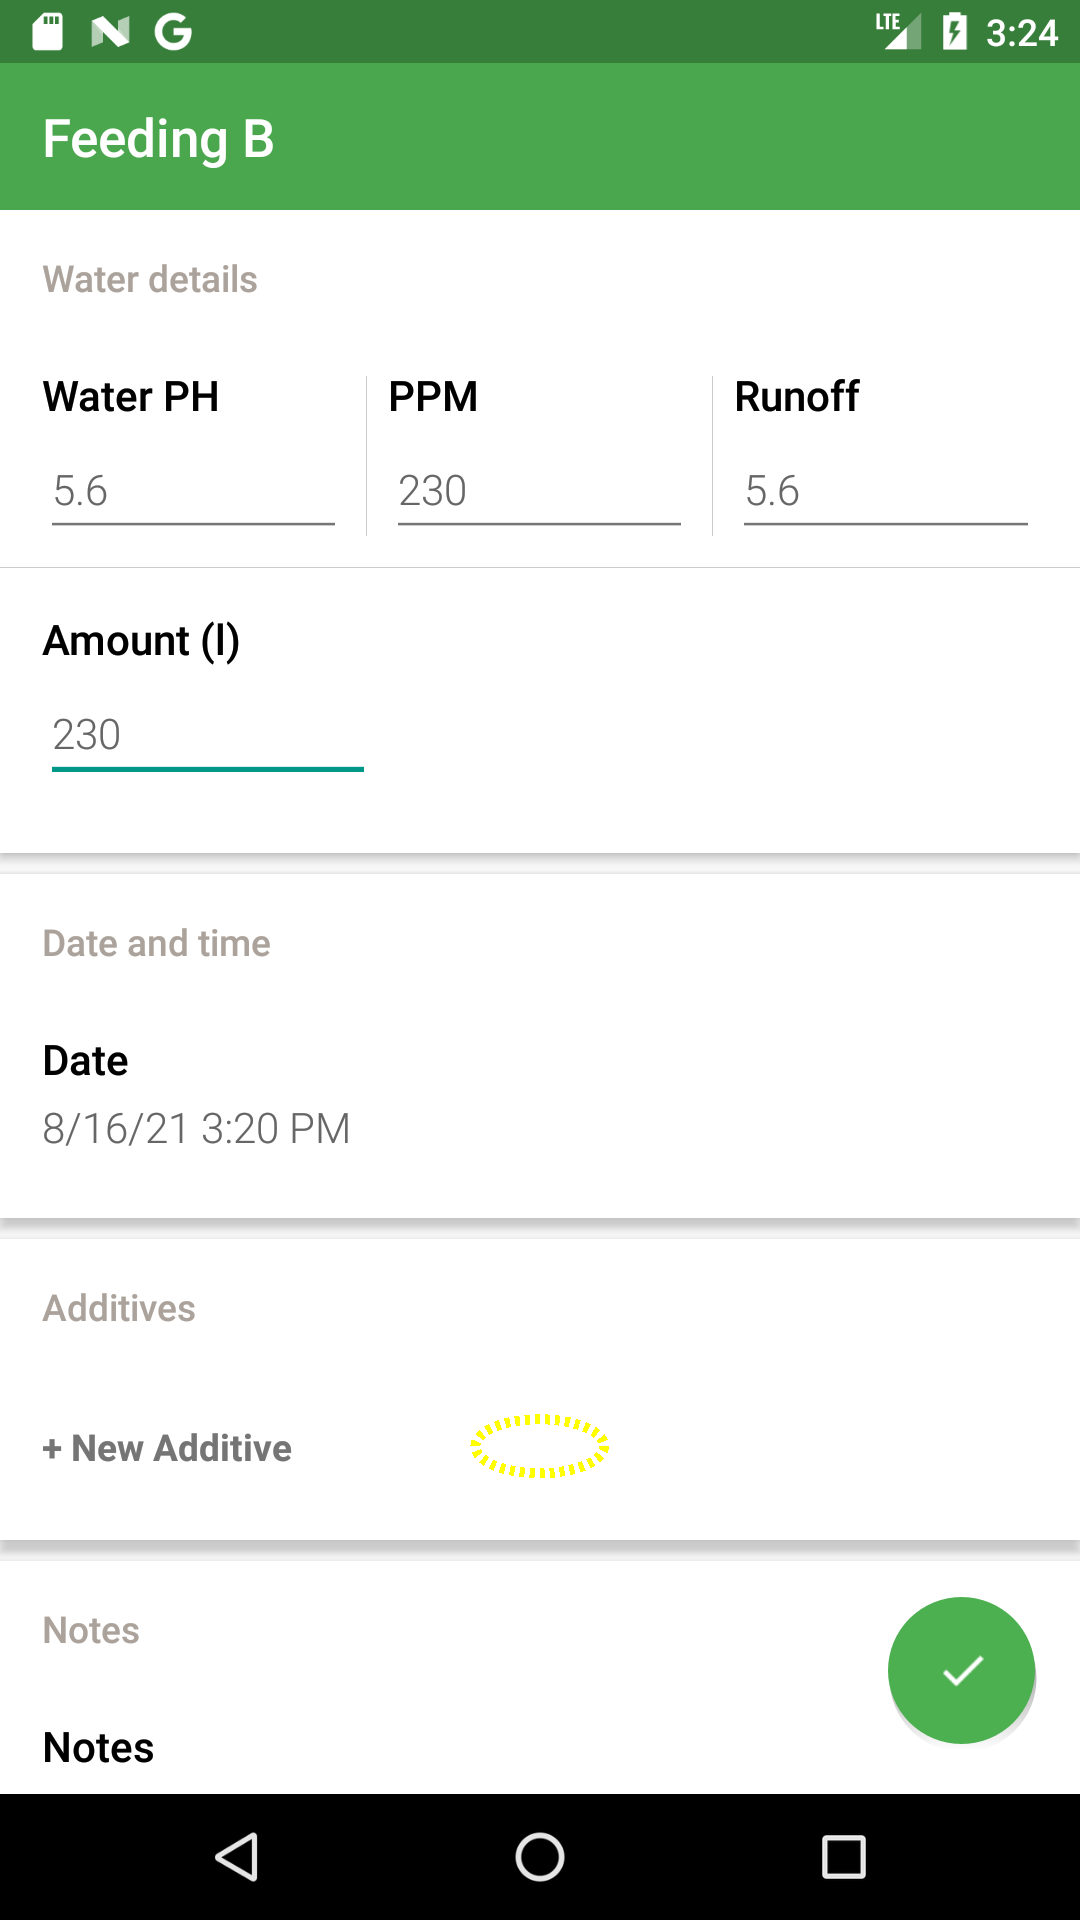 LTE 3:24
Feeding B
Water details
Water PH PPM Runoff
5.6 230 5.6
Amount (l)
230
Date and time
Date
8/16/21 3:20 PM
Additives
+ New Additive
Notes
Notes